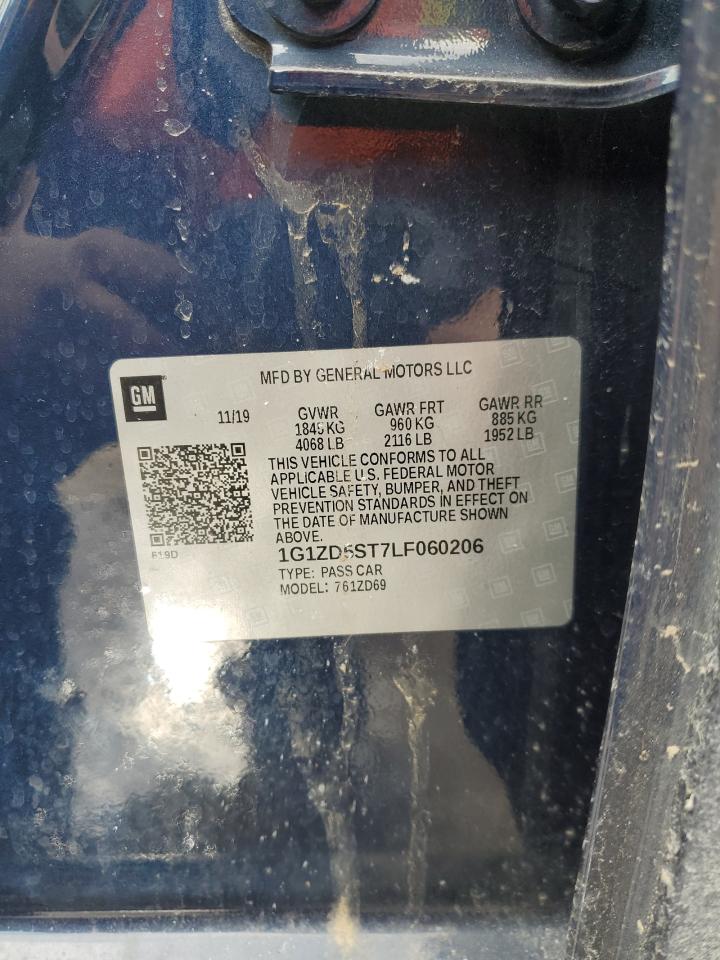 MFD BY GENERAL MOTORS LLC
GM
11/19
GVWR
1845 KG
4068 LB
GAWR FRT
960 KG
2116 LB
GAWR RR
885 KG
1952 LB
THIS VEHICLE CONFORMS TO ALL
APPLICABLE U.S. FEDERAL MOTOR
VEHICLE SAFETY, BUMPER, AND THEFT
PREVENTION STANDARDS IN EFFECT ON
THE DATE OF MANUFACTURE SHOWN
ABOVE.
619D
1G1ZD5ST7LF060206
TYPE: PASS CAR
MODEL: 761ZD69